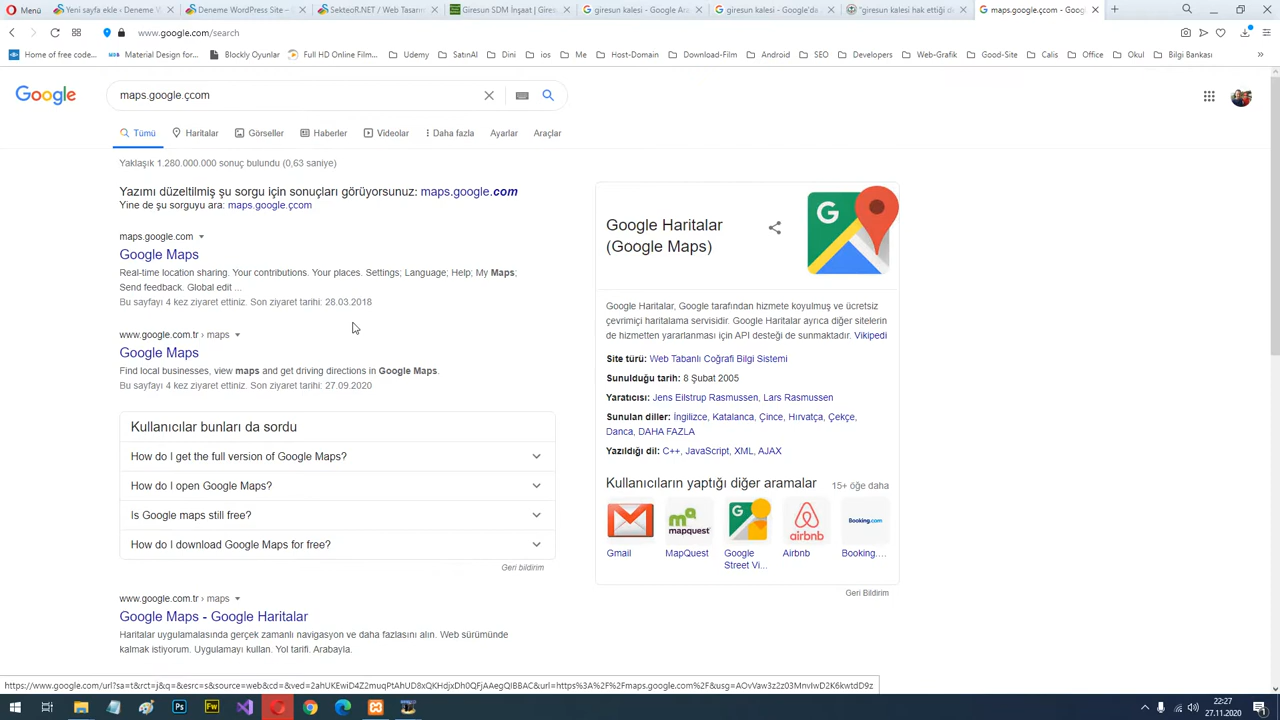 Menü
Yeni sayfa ekle ‹ Deneme W
Deneme WordPress Site –
SekteoR.NET / Web Tasarım
Giresun SDM İnşaat | Giresu
giresun kalesi - Google Ara
giresun kalesi - Google'da A
"giresun kalesi hak ettiği de
maps.google.çcom - Googl
www.google.com/search
Home of free code...
Material Design for...
Blockly Oyunlar
Full HD Online Film...
Udemy
SatınAl
Dini
ios
Me
Host-Domain
Download-Film
Android
SEO
Developers
Web-Grafik
Good-Site
Calis
Office
Okul
Bilgi Bankası
Google
maps.google.çcom
Tümü
Haritalar
Görseller
Haberler
Videolar
Daha fazla
Ayarlar
Araçlar
Yaklaşık 1.280.000.000 sonuç bulundu (0,63 saniye)
Yazımı düzeltilmiş şu sorgu için sonuçları görüyorsunuz: maps.google.com
Yine de şu sorguyu ara: maps.google.çcom
maps.google.com
Google Maps
Real-time location sharing. Your contributions. Your places. Settings; Language; Help; My Maps;
Send feedback. Global edit ...
Bu sayfayı 4 kez ziyaret ettiniz. Son ziyaret tarihi: 28.03.2018
www.google.com.tr › maps
Google Maps
Find local businesses, view maps and get driving directions in Google Maps.
Bu sayfayı 4 kez ziyaret ettiniz. Son ziyaret tarihi: 27.09.2020
Kullanıcılar bunları da sordu
How do I get the full version of Google Maps?
How do I open Google Maps?
Is Google maps still free?
How do I download Google Maps for free?
Geri bildirim
www.google.com.tr › maps
Google Maps - Google Haritalar
Haritalar uygulamalasında gerçek zamanlı navigasyon ve daha fazlasını alın. Web sürümünde
kalmak istiyorum. Uygulamayı kullan. Yol tarifi. Arabayla.
Google Haritalar
(Google Maps)
G
Google Haritalar, Google tarafından hizmete koyulmuş ve ücretsiz
çevrimiçi haritalama servisidir. Google Haritalar ayrıca diğer sitelerin
de hizmetten yararlanması için API desteği de sunmaktadır. Vikipedi
Site türü: Web Tabanlı Coğrafi Bilgi Sistemi
Sunulduğu tarih: 8 Şubat 2005
Yaratıcısı: Jens Eilstrup Rasmussen, Lars Rasmussen
Sunulan diller: İngilizce, Katalanca, Çince, Hırvatça, Çekçe,
Danca, DAHA FAZLA
Yazıldığı dil: C++, JavaScript, XML, AJAX
Kullanıcıların yaptığı diğer aramalar
15+ öğe daha
mapquest
G
airbnb
Booking.com
Gmail
MapQuest
Google
Street Vi...
Airbnb
Booking....
Geri Bildirim
Ps
Fw
22:27
27.11.2020